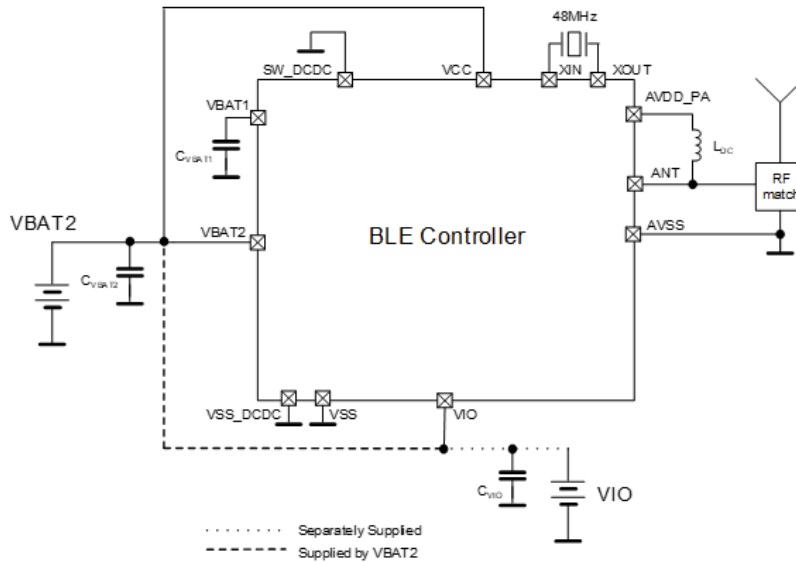 48MHz
SW_DCDC
VCC
XIN
XOUT
VBAT1
AVDD_PA
CVBAT1
LDC
ANT
RF
match
VBAT2
VBAT2
BLE Controller
AVSS
CVBAT2
VSS_DCDC
VSS
VIO
CVIO
VIO
Separately Supplied
Supplied by VBAT2